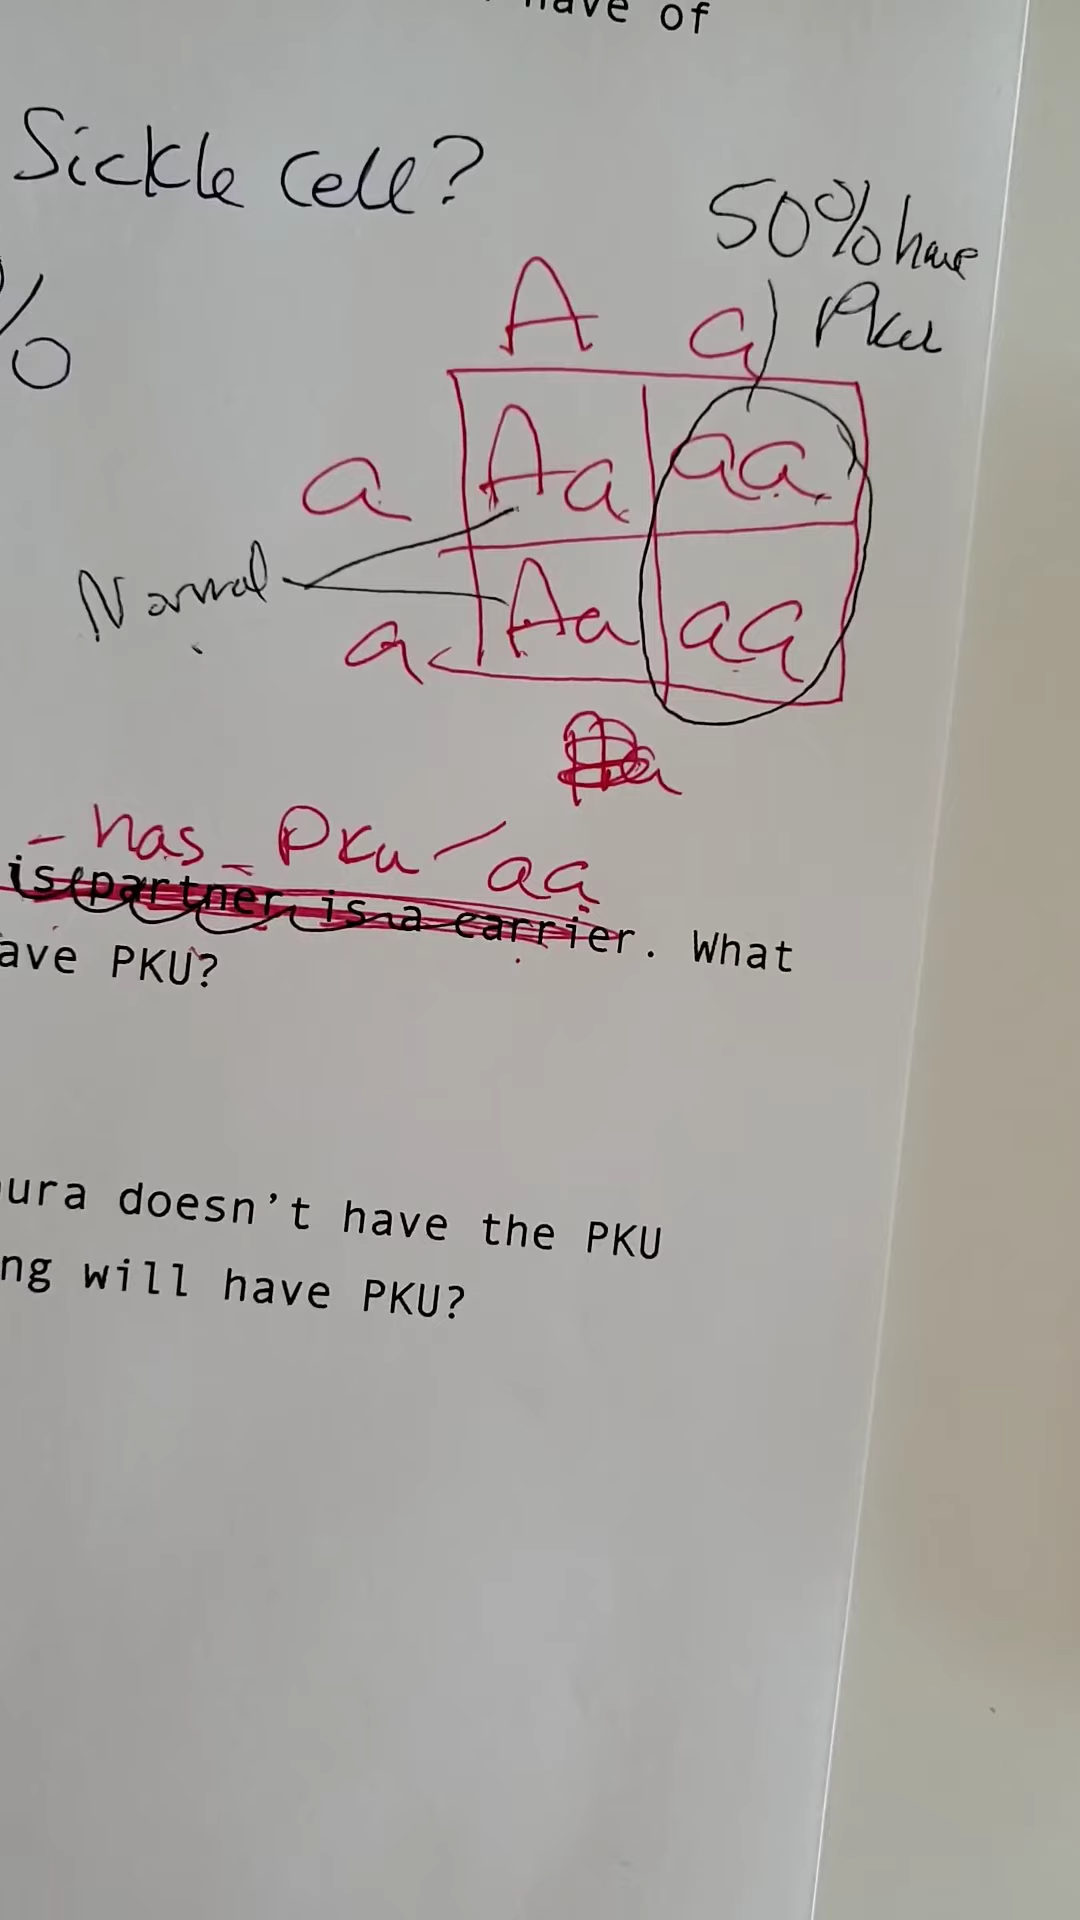 have of
Sickle Cell?
50% have
PKU
%
A a
a Aa aa
Normal
a Aa aa
- has PKU - aa
is partner is a carrier. What
ave PKU?
ura doesn't have the PKU
ng will have PKU?